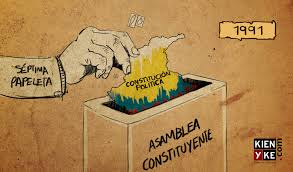 1991
SÉPTIMA
PAPELETA
CONSTITUCIÓN
POLÍTICA
ASAMBLEA
CONSTITUYENTE
KIEN
YKE
.com